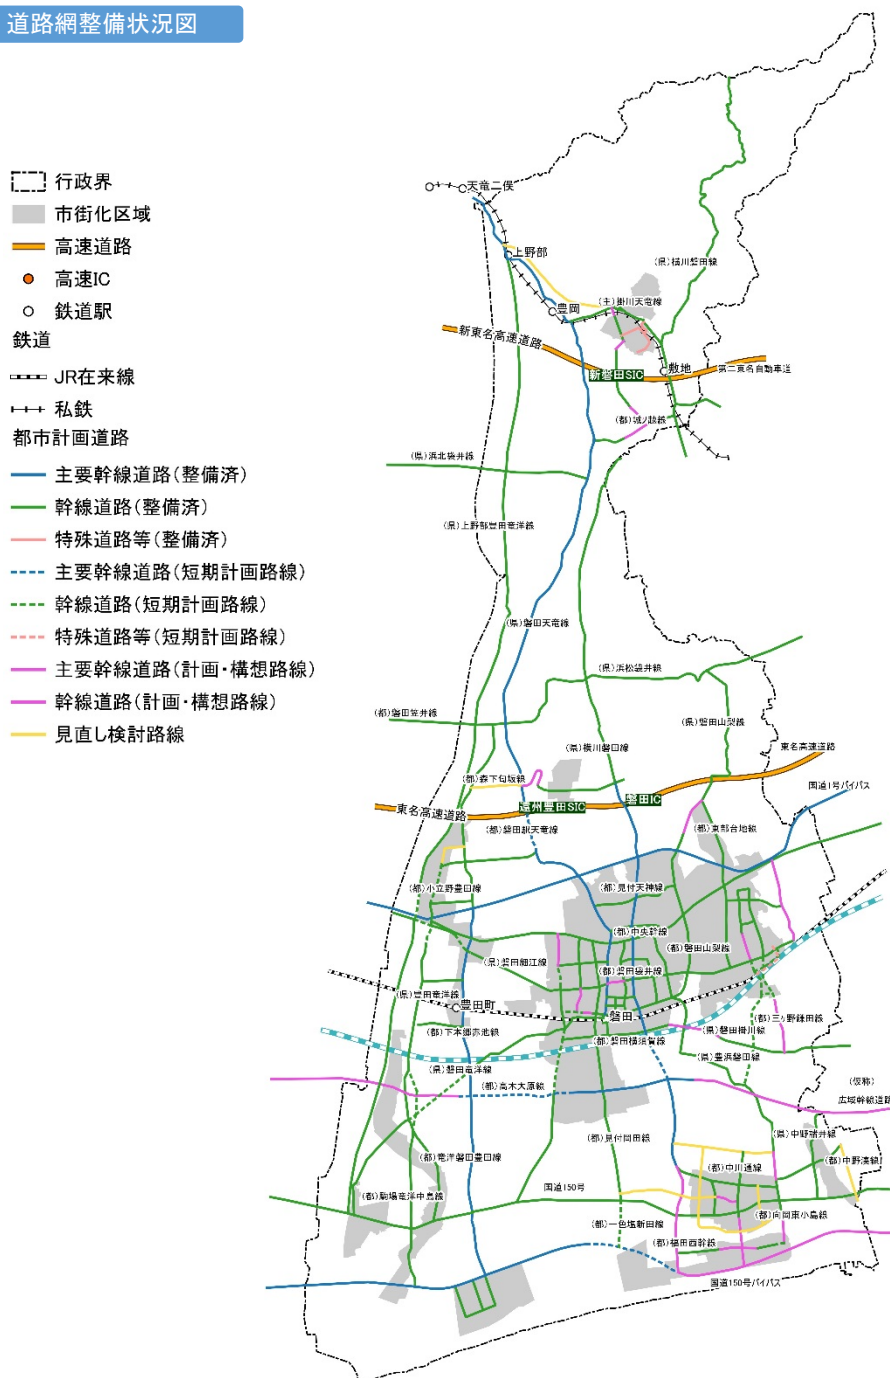 道路網整備状況図
行政界
市街化区域
高速道路
高速IC
鉄道駅
鉄道
JR在来線
私鉄
都市計画道路
主要幹線道路(整備済)
幹線道路(整備済)
特殊道路等(整備済)
主要幹線道路(短期計画路線)
幹線道路(短期計画路線)
特殊道路等(短期計画路線)
主要幹線道路(計画・構想路線)
幹線道路(計画・構想路線)
見直し検討路線
天竜二俣
上野部
(県)横川磐田線
豊岡
(主)掛川天竜線
新東名高速道路
新磐田SIC
敷地
第二東名自動車道
(都)城ノ越線
(県)浜北袋井線
(県)上野部豊田竜洋線
(県)磐田天竜線
(県)浜松袋井線
(都)磐田笠井線
(県)磐田山梨線
(県)横川磐田線
東名高速道路
(都)森下匂坂線
国道1号バイパス
東名高速道路
遠州豊田SIC
磐田IC
(都)磐田駅天竜線
(都)東部台地線
(都)小立野豊田線
(都)見付天神線
(都)中央幹線
(都)磐田山梨線
(県)磐田細江線
(都)磐田袋井線
(県)豊田竜洋線
豊田町
磐田
(都)三ヶ野鎌田線
(都)下本郷赤池線
(都)磐田横須賀線
(県)磐田掛川線
(県)豊浜磐田線
(県)磐田竜洋線
(都)高木大原線
(仮称)
広域幹線道路
(都)見付岡田線
(県)中野諸井線
(都)竜洋磐田豊田線
(都)中川通線
(都)中野湊線
(都)駒場竜洋中島線
国道150号
(都)一色塩新田線
(都)向岡東小島線
(都)福田西幹線
国道150号バイパス